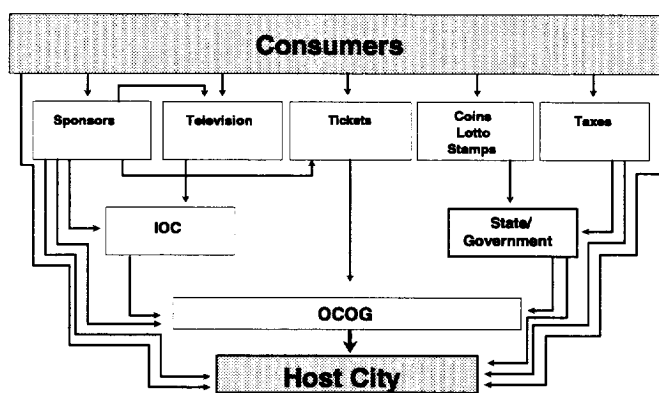 Consumers
Sponsors
Television
Tickets
Coins
Lotto
Stamps
Taxes
IOC
State/
Government
OCOG
Host City